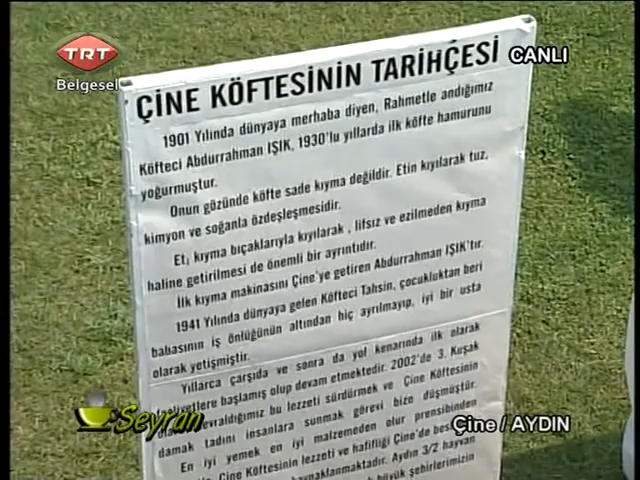 TRT
Belgesel
CANLI
ÇİNE KÖFTESİNİN TARİHÇESİ
1901 Yılında dünyaya merhaba diyen, Rahmetle andığımız
Köfteci Abdurrahman IŞIK, 1930'lu yıllarda ilk köfte hamurunu
yoğurmuştur.
Onun gözünde köfte sade kıyma değildir. Etin kıyılarak tuz,
kimyon ve soğanla özdeşleşmesidir.
Et; kıyma bıçaklarıyla kıyılarak , lifsiz ve ezilmeden kıyma
haline getirilmesi de önemli bir ayrıntıdır.
İlk kıyma makinasını Çine'ye getiren Abdurrahman IŞIK'tır.
1941 Yılında dünyaya gelen Köfteci Tahsin, çocukluktan beri
babasının iş önlüğünün altından hiç ayrılmayıp, iyi bir usta
olarak yetişmiştir.
Yıllarca çarşıda ve sonra da yol kenarında ilk olarak
başlamış olup devam etmektedir. 2002'de 3. Kuşak
olarak devraldığımız bu lezzeti sürdürmek ve Çine Köftesinin
damak tadını insanlara sunmak görevi bize düşmüştür.
En iyi yemek en iyi malzemeden olur prensibinden
Çine Köftesinin lezzeti ve hafifliği Çine'de
kaynaklanmaktadır. Aydın 3/2
büyük şehirlerimizin
Seyran
Çine / AYDIN